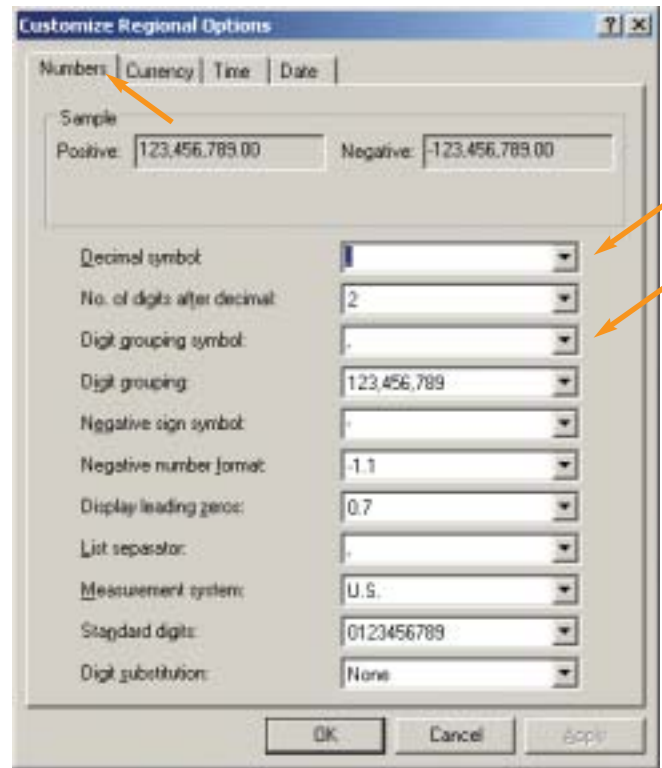 Customize Regional Options
Numbers Currency Time Date
Sample
Positive: 123,456,789.00 Negative: -123,456,789.00
Decimal symbol:
No. of digits after decimal: 2
Digit grouping symbol: ,
Digit grouping: 123,456,789
Negative sign symbol: -
Negative number format: -1.1
Display leading zeros: 0.7
List separator: ,
Measurement system: U.S.
Standard digits: 0123456789
Digit substitution: None
OK Cancel Apply